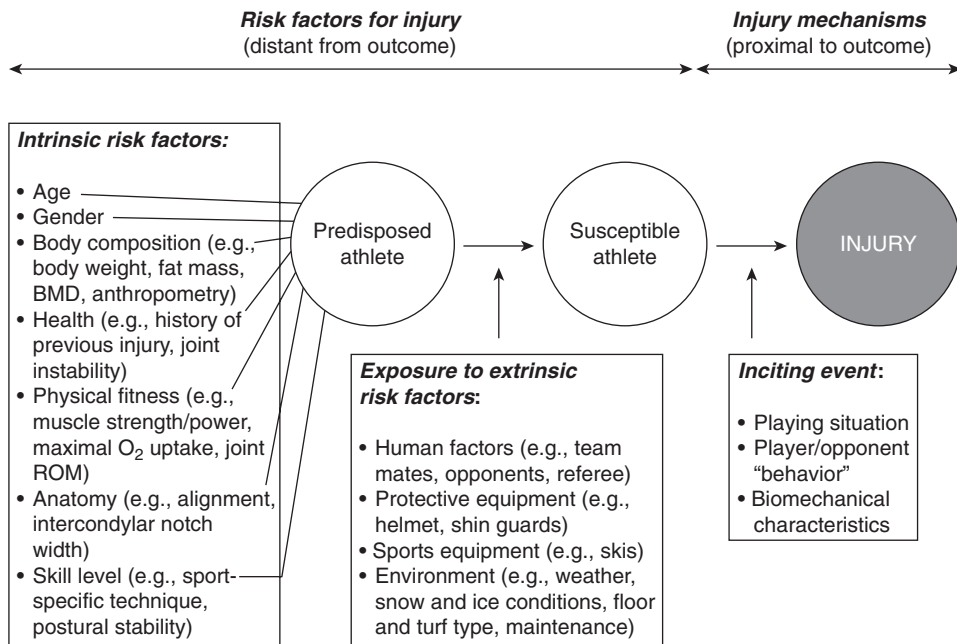 Risk factors for injury
(distant from outcome)
Injury mechanisms
(proximal to outcome)
Intrinsic risk factors:
• Age
• Gender
• Body composition (e.g.,
body weight, fat mass,
BMD, anthropometry)
• Health (e.g., history of
previous injury, joint
instability)
• Physical fitness (e.g.,
muscle strength/power,
maximal O₂ uptake, joint
ROM)
• Anatomy (e.g., alignment,
intercondylar notch
width)
• Skill level (e.g., sport-
specific technique,
postural stability)
Predisposed
athlete
Susceptible
athlete
INJURY
Exposure to extrinsic
risk factors:
• Human factors (e.g., team
mates, opponents, referee)
• Protective equipment (e.g.,
helmet, shin guards)
• Sports equipment (e.g., skis)
• Environment (e.g., weather,
snow and ice conditions, floor
and turf type, maintenance)
Inciting event:
• Playing situation
• Player/opponent
“behavior”
• Biomechanical
characteristics